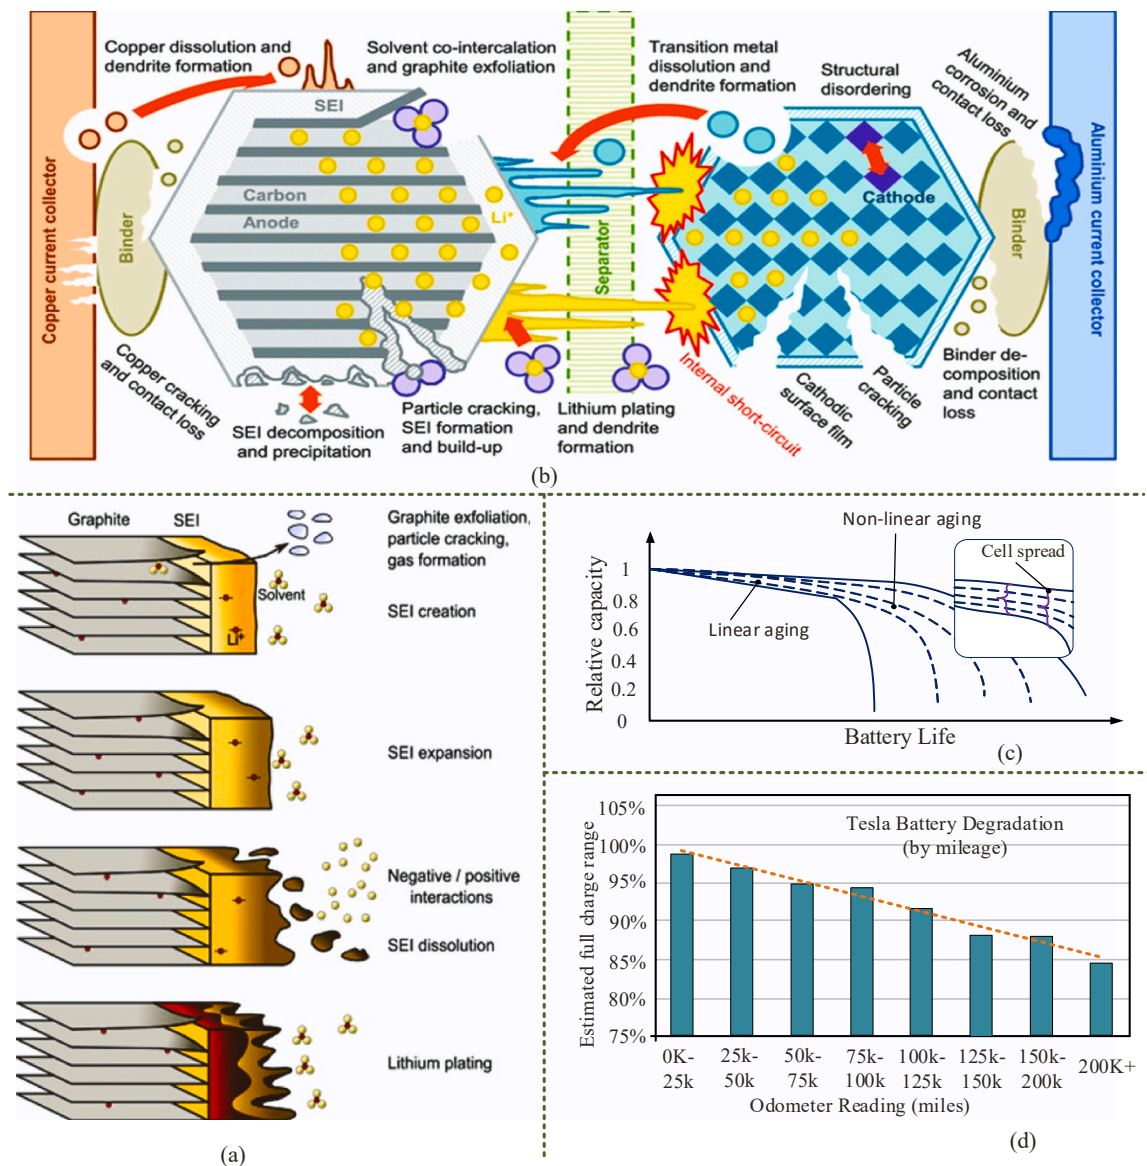 Copper dissolution and
dendrite formation
Solvent co-intercalation
and graphite exfoliation
Transition metal
dissolution and
dendrite formation
Structural
disordering
Aluminium
corrosion and
contact loss
SEI
Carbon
Anode
Li+
Cathode
Copper current collector
Binder
Separator
Binder
Aluminium current collector
Copper cracking
and contact loss
SEI decomposition
and precipitation
Particle cracking,
SEI formation
and build-up
Lithium plating
and dendrite
formation
Internal short-circuit
Cathodic
surface film
Particle
cracking
Binder de-
composition
and contact
loss
(b)
Graphite
SEI
Graphite exfoliation,
particle cracking,
gas formation
Solvent
Li+
SEI creation
SEI expansion
Negative / positive
interactions
SEI dissolution
Lithium plating
(a)
Non-linear aging
Cell spread
Linear aging
Relative capacity
1
0.8
0.6
0.4
0.2
0
Battery Life
(c)
Tesla Battery Degradation
(by mileage)
Estimated full charge range
105%
100%
95%
90%
85%
80%
75%
0K-
25k
25k-
50k
50k-
75k
75k-
100k
100k-
125k
125k-
150k
150k-
200k
200K+
Odometer Reading (miles)
(d)